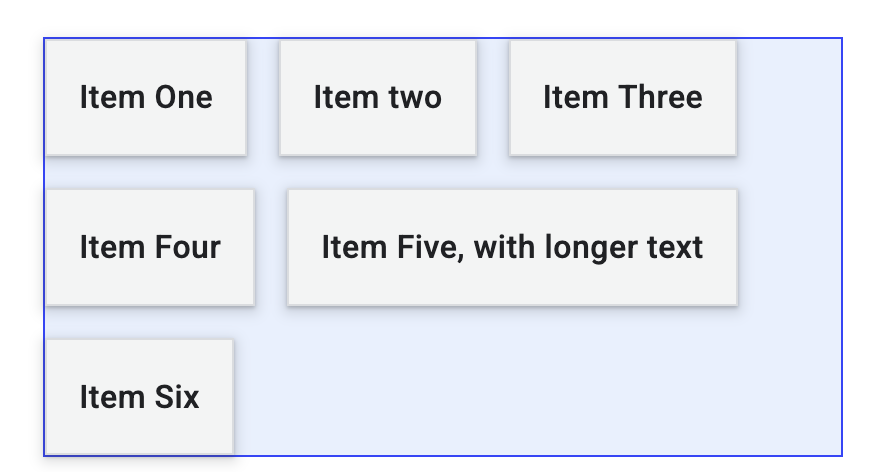 Item One
Item two
Item Three
Item Four
Item Five, with longer text
Item Six